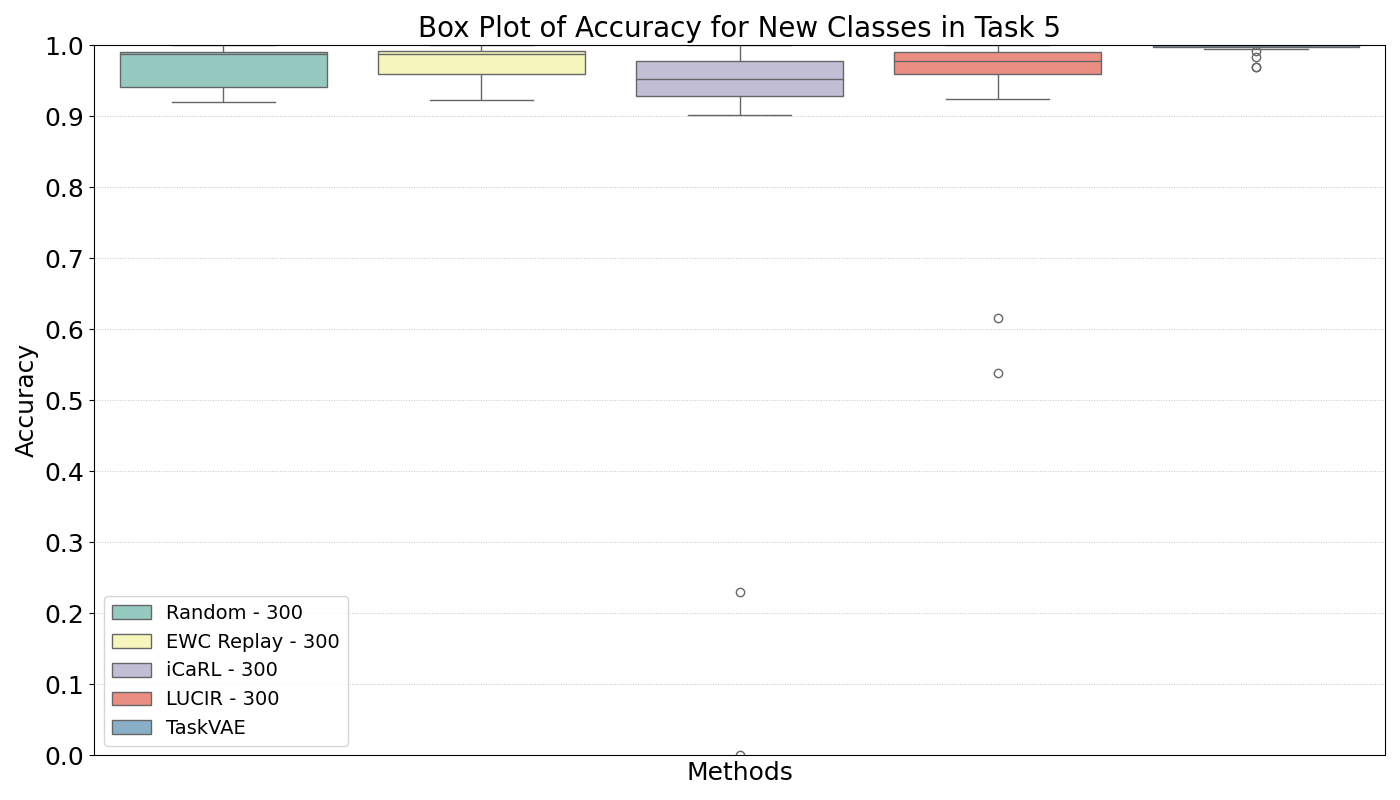 Box Plot of Accuracy for New Classes in Task 5
1.0
0.9
0.8
0.7
0.6
0.5
0.4
0.3
0.2
0.1
0.0
Accuracy
Random - 300
EWC Replay - 300
iCaRL - 300
LUCIR - 300
TaskVAE
Methods